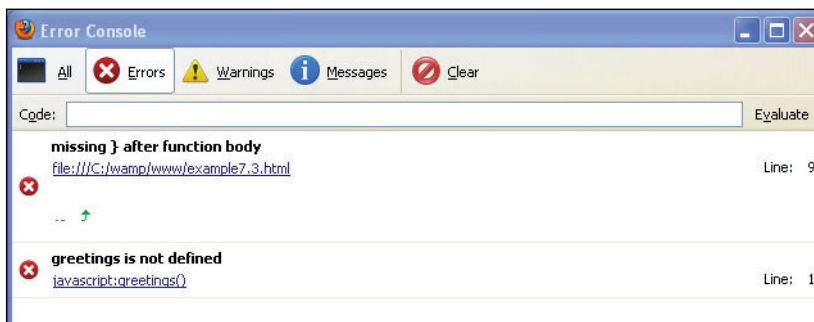 Error Console
All Errors Warnings Messages Clear
Code: Evaluate
missing } after function body
file:///C:/wamp/www/example7.3.html Line: 9
.. 
greetings is not defined
javascript:greetings() Line: 1